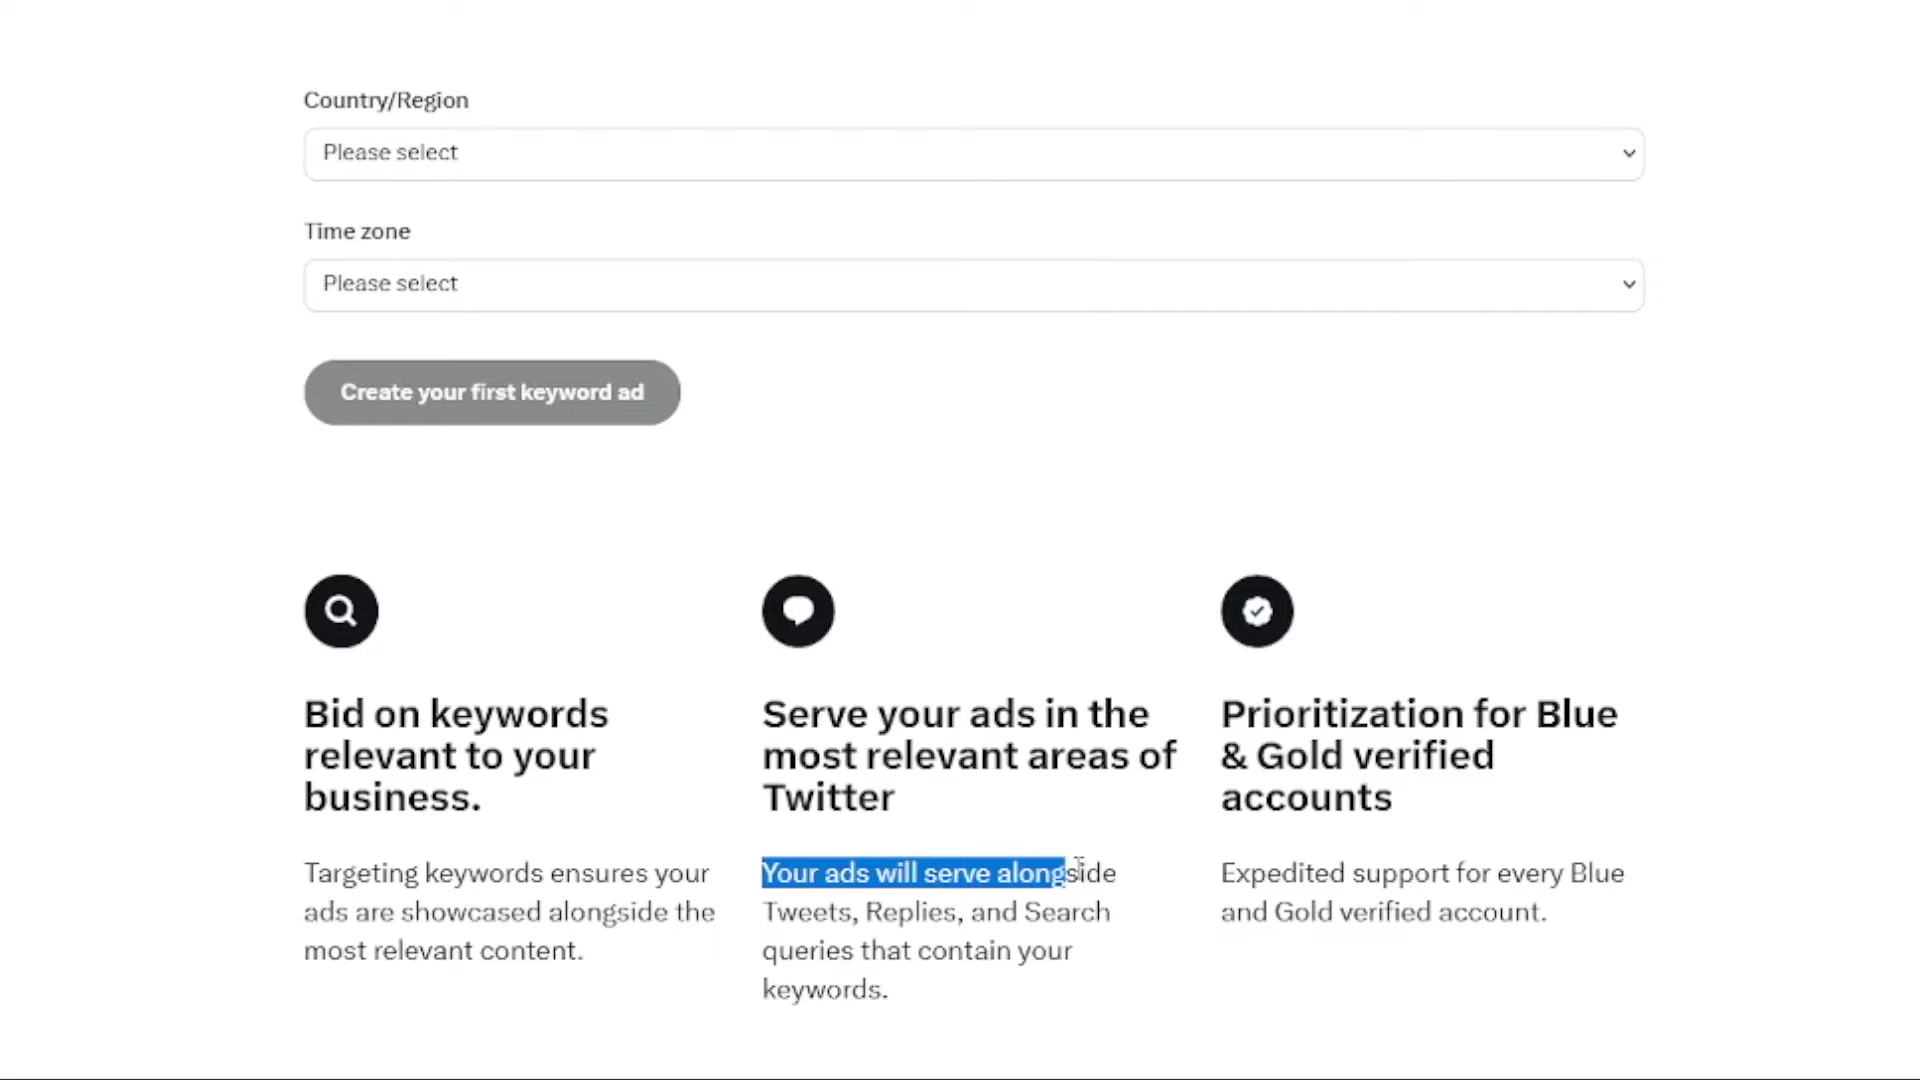 Country/Region
Please select
Time zone
Please select
Create your first keyword ad
Bid on keywords
relevant to your
business.
Targeting keywords ensures your
ads are showcased alongside the
most relevant content.
Serve your ads in the
most relevant areas of
Twitter
Your ads will serve alongside
Tweets, Replies, and Search
queries that contain your
keywords.
Prioritization for Blue
& Gold verified
accounts
Expedited support for every Blue
and Gold verified account.